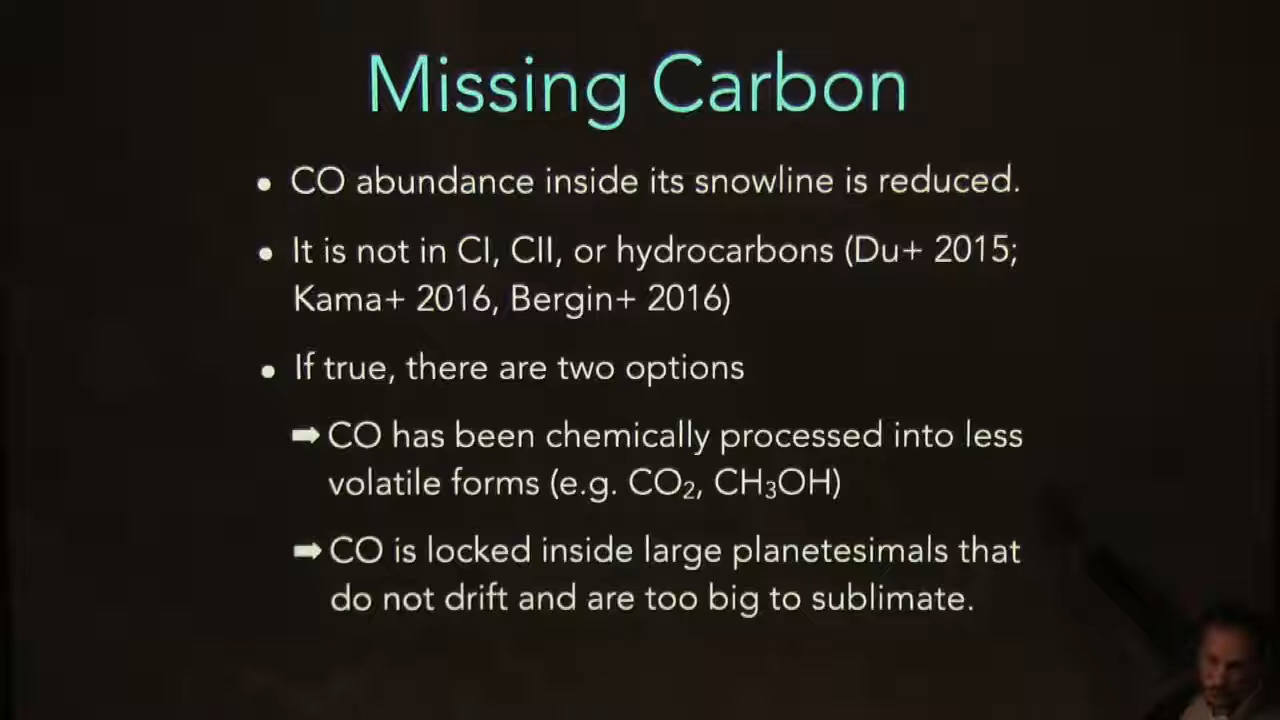 Missing Carbon
• CO abundance inside its snowline is reduced.
• It is not in CI, CII, or hydrocarbons (Du+ 2015;
Kama+ 2016, Bergin+ 2016)
• If true, there are two options
➡ CO has been chemically processed into less
volatile forms (e.g. CO₂, CH₃OH)
➡ CO is locked inside large planetesimals that
do not drift and are too big to sublimate.